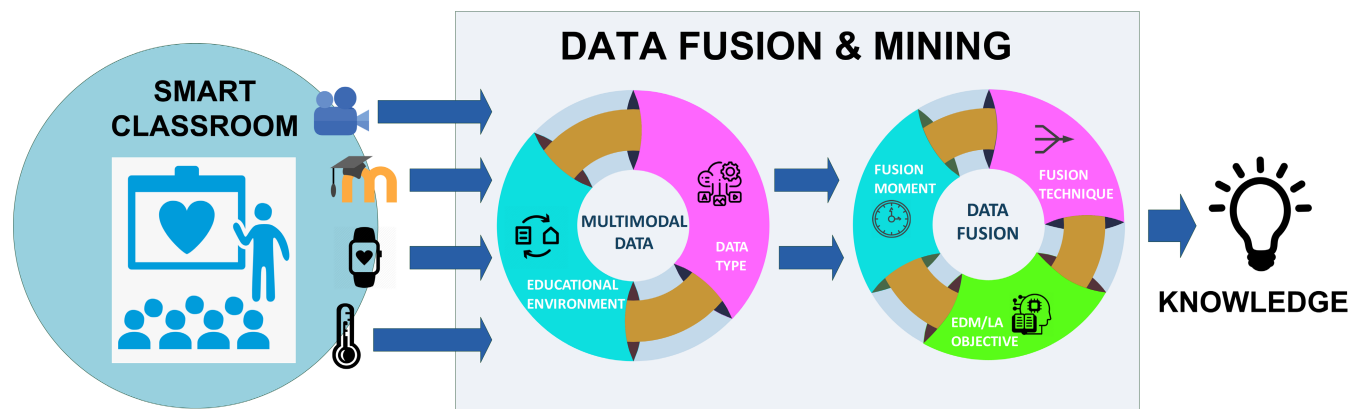 DATA FUSION & MINING
SMART
CLASSROOM
m
MULTIMODAL
DATA
DATA
TYPE
EDUCATIONAL
ENVIRONMENT
A
DATA
FUSION
FUSION
MOMENT
FUSION
TECHNIQUE
EDM/LA
OBJECTIVE
KNOWLEDGE